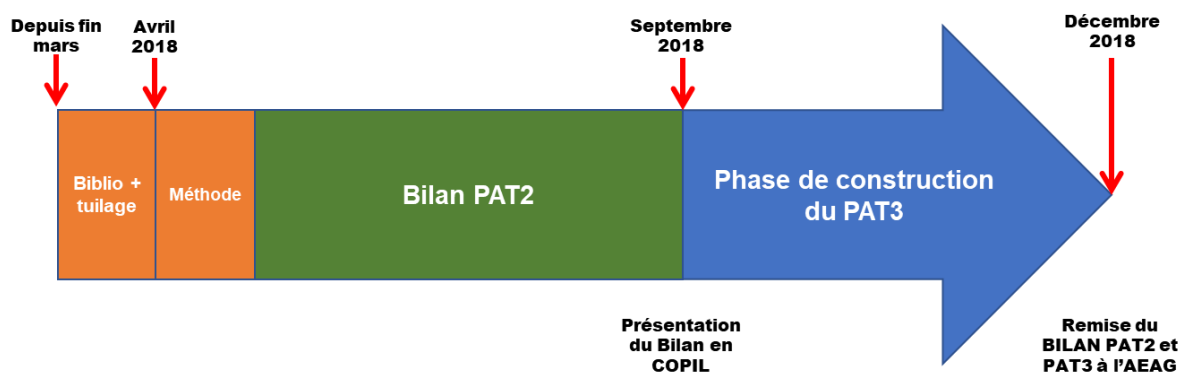 Depuis fin
mars
Avril
2018
Septembre
2018
Décembre
2018
Biblio +
tuilage
Méthode
Bilan PAT2
Phase de construction
du PAT3
Présentation
du Bilan en
COPIL
Remise du
BILAN PAT2 et
PAT3 à l'AEAG